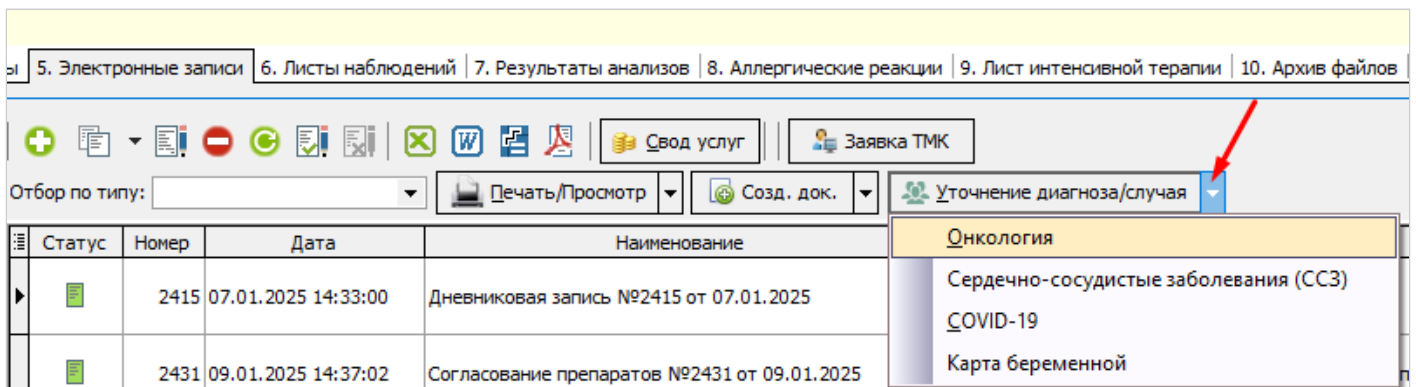 ы 5. Электронные записи 6. Листы наблюдений 7. Результаты анализов 8. Аллергические реакции 9. Лист интенсивной терапии 10. Архив файлов
Свод услуг Заявка ТМК
Отбор по типу: Печать/Просмотр Созд. док. Уточнение диагноза/случая
Статус Номер Дата Наименование
Онкология
Сердечно-сосудистые заболевания (ССЗ)
2415 07.01.2025 14:33:00 Дневниковая запись №2415 от 07.01.2025
COVID-19
Карта беременной
2431 09.01.2025 14:37:02 Согласование препаратов №2431 от 09.01.2025